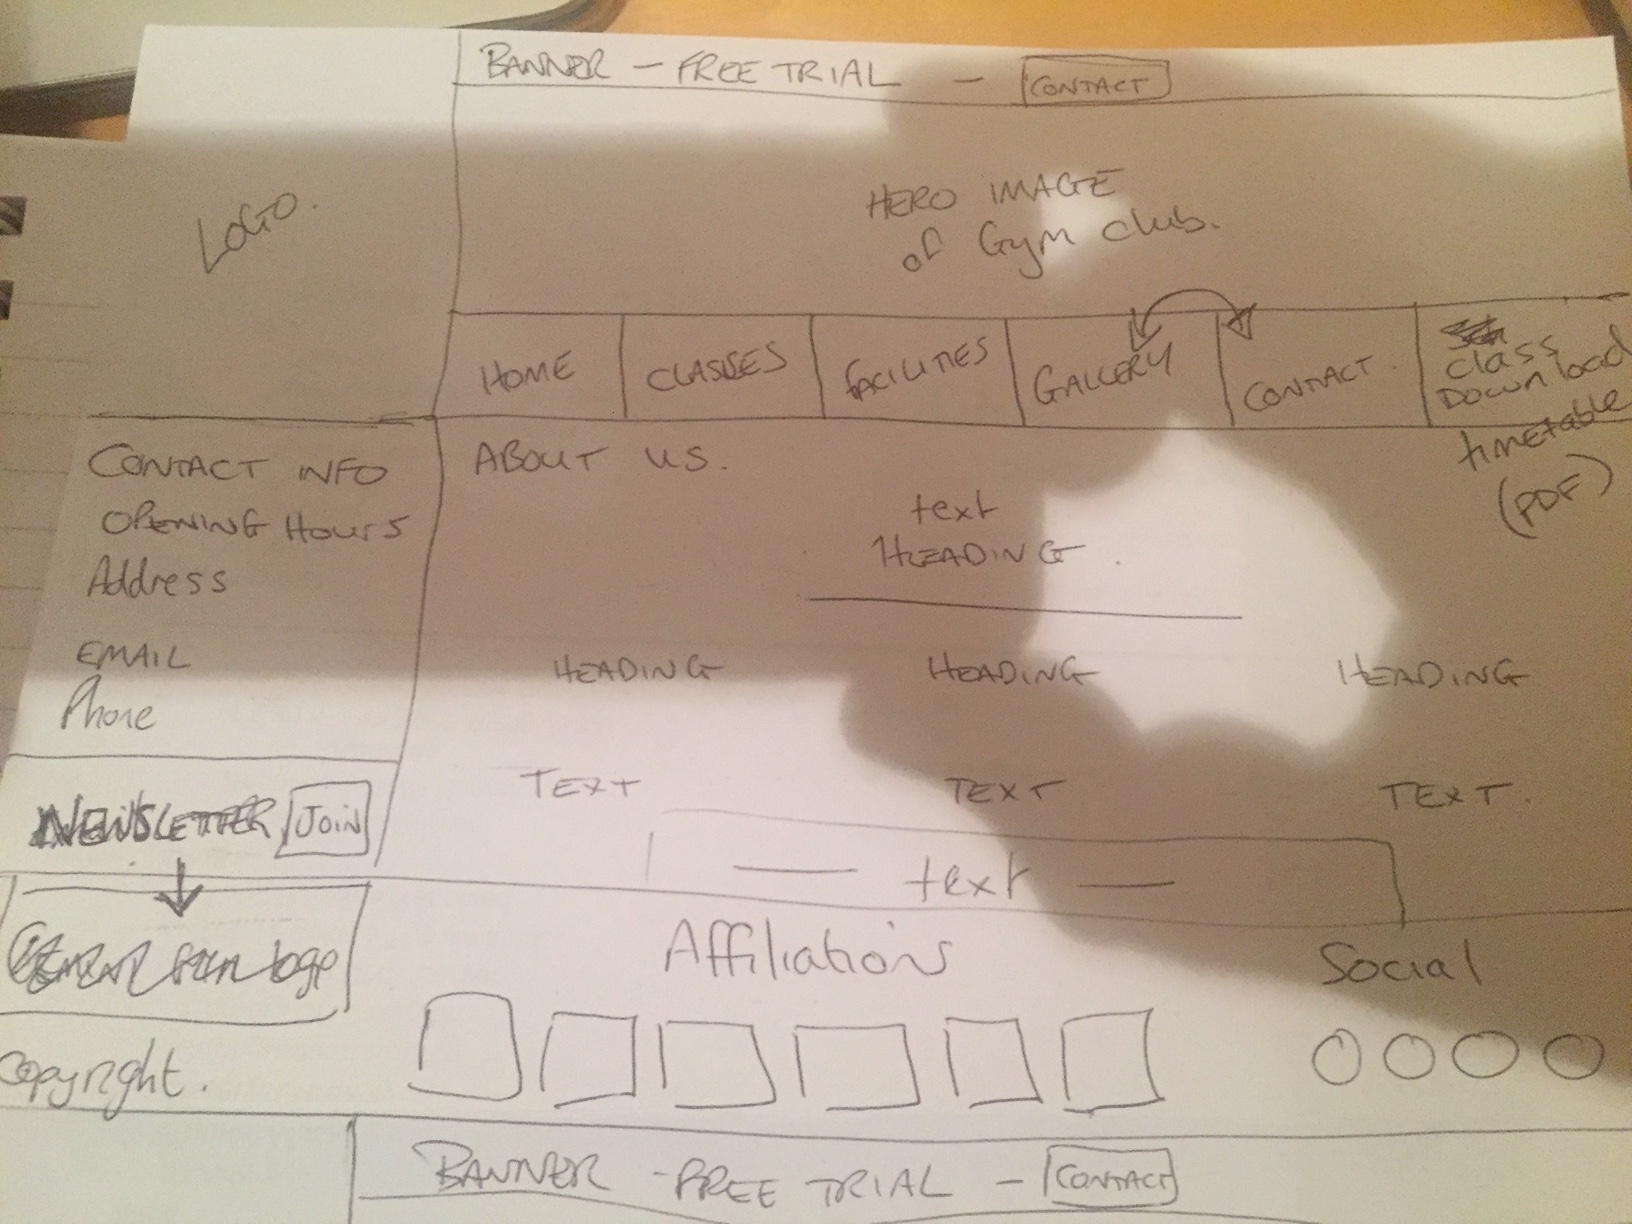 BANNER - FREE TRIAL - CONTACT
LOGO.
HERO IMAGE
of Gym club.
HOME
CLASSES
FACILITIES
GALLERY
CONTACT.
class
Download
timetable
(PDF)
CONTACT INFO
OPENING HOURS
Address
EMAIL
Phone
NEWSLETTER JOIN
ABOUT US.
text
HEADING.
HEADING HEADING HEADING
TEXT TEXT TEXT.
— text —
Affiliations
Social
Copyright.
BANNER - FREE TRIAL - CONTACT